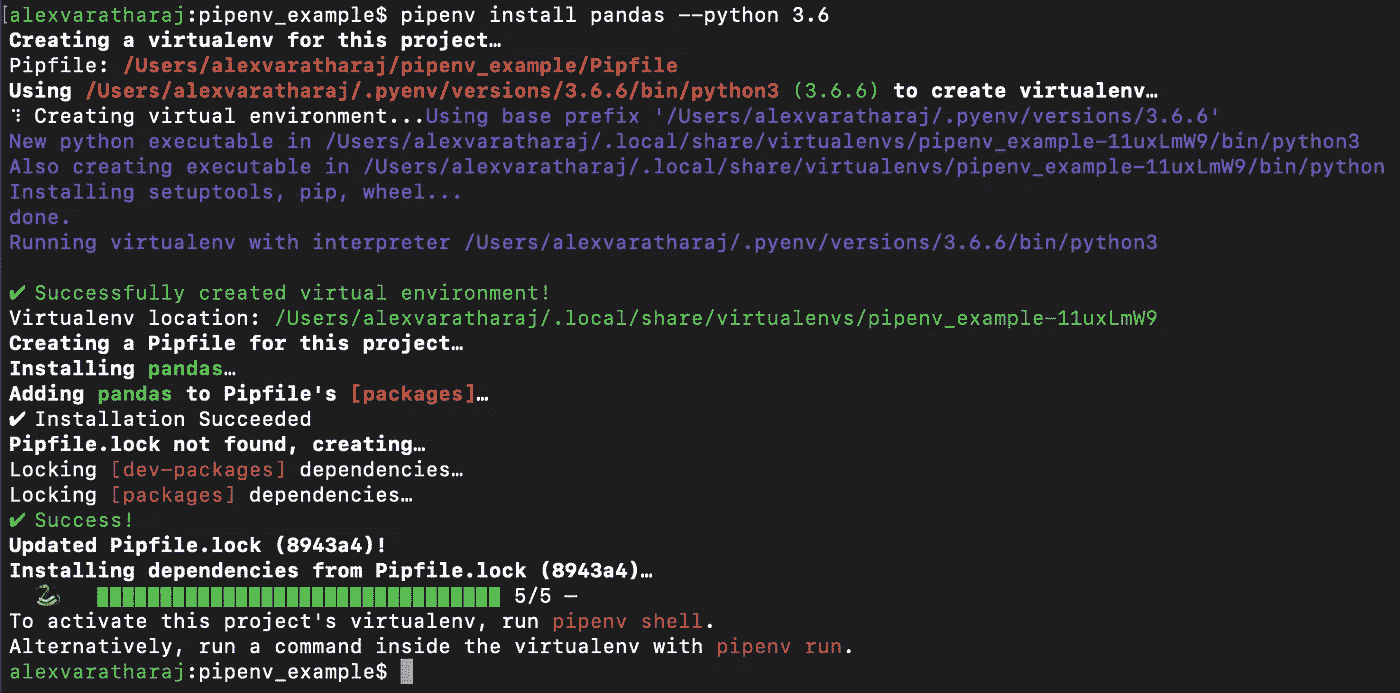 [alexvaratharaj:pipenv_example$ pipenv install pandas --python 3.6
Creating a virtualenv for this project…
Pipfile: /Users/alexvaratharaj/pipenv_example/Pipfile
Using /Users/alexvaratharaj/.pyenv/versions/3.6.6/bin/python3 (3.6.6) to create virtualenv…
⠹ Creating virtual environment...Using base prefix '/Users/alexvaratharaj/.pyenv/versions/3.6.6'
New python executable in /Users/alexvaratharaj/.local/share/virtualenvs/pipenv_example-11uxLmW9/bin/python3
Also creating executable in /Users/alexvaratharaj/.local/share/virtualenvs/pipenv_example-11uxLmW9/bin/python
Installing setuptools, pip, wheel...
done.
Running virtualenv with interpreter /Users/alexvaratharaj/.pyenv/versions/3.6.6/bin/python3
✔ Successfully created virtual environment!
Virtualenv location: /Users/alexvaratharaj/.local/share/virtualenvs/pipenv_example-11uxLmW9
Creating a Pipfile for this project…
Installing pandas…
Adding pandas to Pipfile's [packages]…
✔ Installation Succeeded
Pipfile.lock not found, creating…
Locking [dev-packages] dependencies…
Locking [packages] dependencies…
✔ Success!
Updated Pipfile.lock (8943a4)!
Installing dependencies from Pipfile.lock (8943a4)…
5/5 —
To activate this project's virtualenv, run pipenv shell.
Alternatively, run a command inside the virtualenv with pipenv run.
alexvaratharaj:pipenv_example$